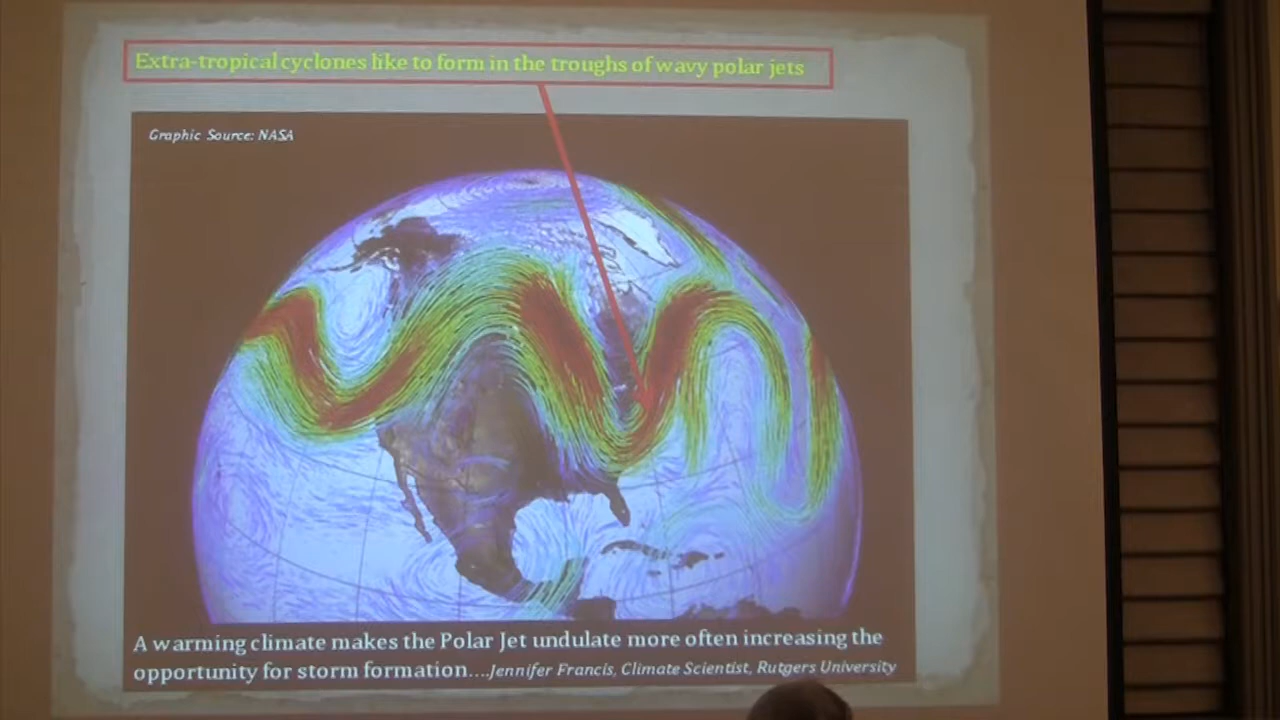 Extra-tropical cyclones like to form in the troughs of wavy polar jets
Graphic Source: NASA
A warming climate makes the Polar Jet undulate more often increasing the
opportunity for storm formation....Jennifer Francis, Climate Scientist, Rutgers University